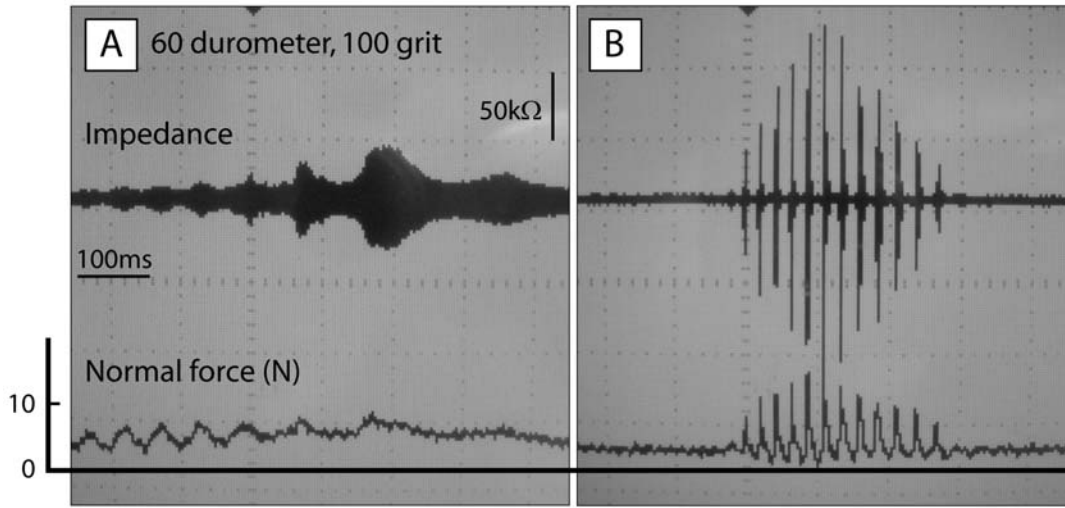 A
60 durometer, 100 grit
B
50kΩ
Impedance
100ms
Normal force (N)
10
0